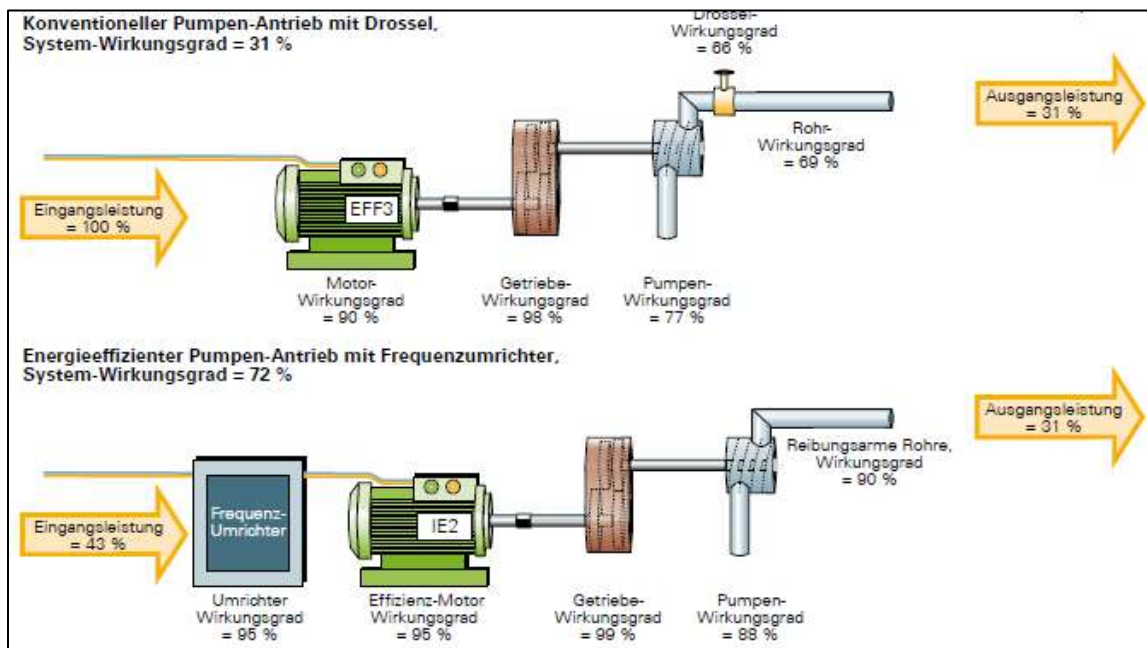 Konventioneller Pumpen-Antrieb mit Drossel,
System-Wirkungsgrad = 31 %
Drossel-
Wirkungsgrad
= 66 %
Ausgangsleistung
= 31 %
Rohr-
Wirkungsgrad
= 69 %
Eingangsleistung
= 100 %
EFF3
Motor-
Wirkungsgrad
= 90 %
Getriebe-
Wirkungsgrad
= 98 %
Pumpen-
Wirkungsgrad
= 77 %
Energieeffizienter Pumpen-Antrieb mit Frequenzumrichter,
System-Wirkungsgrad = 72 %
Ausgangsleistung
= 31 %
Reibungsarme Rohre,
Wirkungsgrad
= 90 %
Eingangsleistung
= 43 %
Frequenz-
Umrichter
IE2
Umrichter
Wirkungsgrad
= 95 %
Effizienz-Motor
Wirkungsgrad
= 95 %
Getriebe-
Wirkungsgrad
= 99 %
Pumpen-
Wirkungsgrad
= 88 %